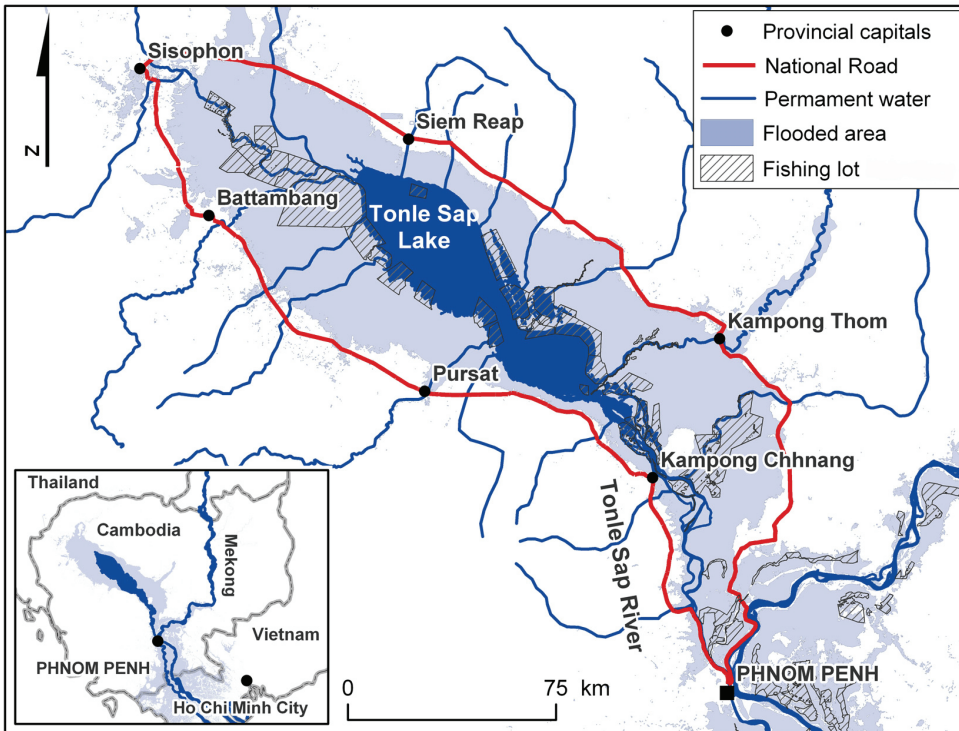 Provincial capitals
National Road
Permament water
Flooded area
Fishing lot
N
Sisophon
Siem Reap
Battambang
Tonle Sap
Lake
Kampong Thom
Pursat
Kampong Chhnang
Tonle Sap River
PHNOM PENH
Thailand
Cambodia
Mekong
Vietnam
PHNOM PENH
Ho Chi Minh City
0 75 km